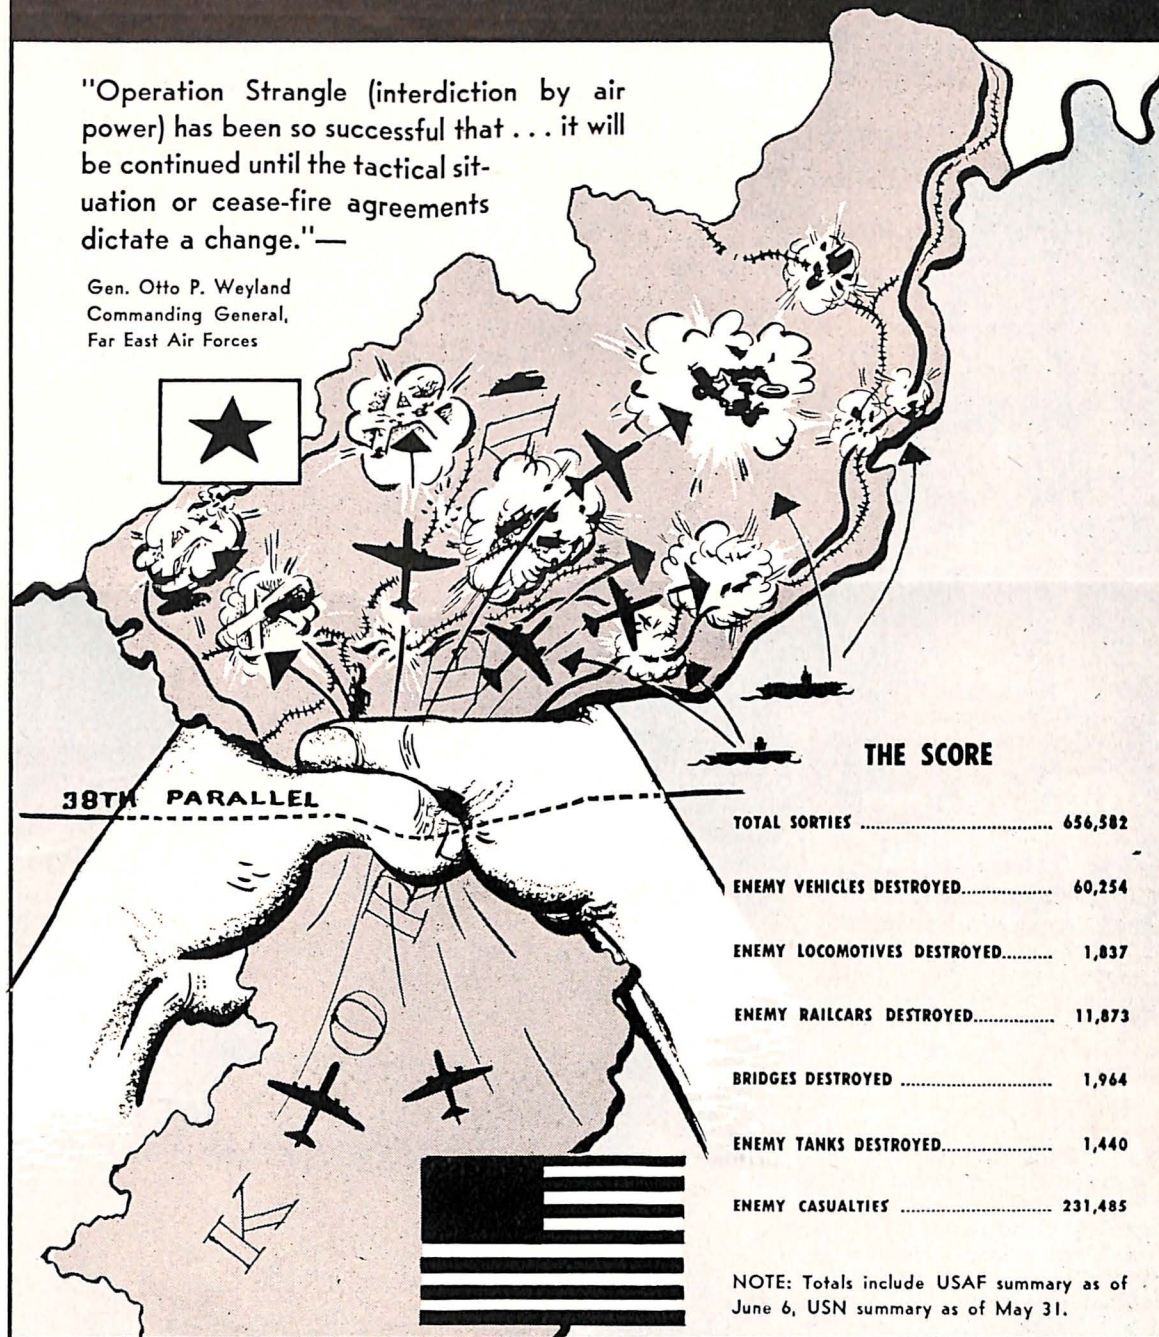 "Operation Strangle (interdiction by air
power) has been so successful that . . . it will
be continued until the tactical sit-
uation or cease-fire agreements
dictate a change."—
Gen. Otto P. Weyland
Commanding General,
Far East Air Forces
38TH PARALLEL
K
O
R
E
A
THE SCORE
TOTAL SORTIES ........ 656,582
ENEMY VEHICLES DESTROYED........ 60,254
ENEMY LOCOMOTIVES DESTROYED........ 1,837
ENEMY RAILCARS DESTROYED........ 11,873
BRIDGES DESTROYED ........ 1,964
ENEMY TANKS DESTROYED........ 1,440
ENEMY CASUALTIES ........ 231,485
NOTE: Totals include USAF summary as of
June 6, USN summary as of May 31.